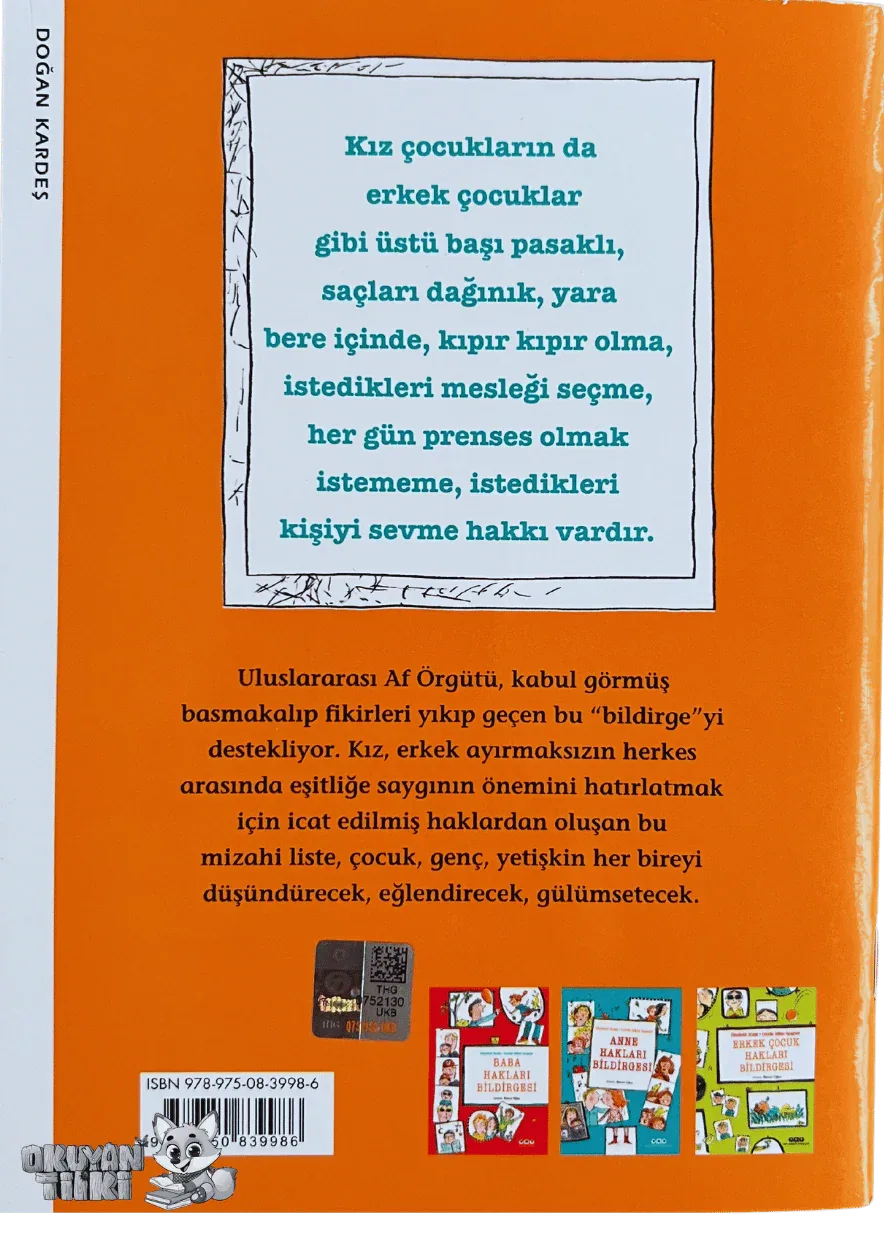 DOĞAN KARDEŞ
Kız çocukların da
erkek çocuklar
gibi üstü başı pasaklı,
saçları dağınık, yara
bere içinde, kıpır kıpır olma,
istedikleri mesleği seçme,
her gün prenses olmak
istememe, istedikleri
kişiyi sevme hakkı vardır.
Uluslararası Af Örgütü, kabul görmüş
basmakalıp fikirleri yıkıp geçen bu “bildirge”yi
destekliyor. Kız, erkek ayırmaksızın herkes
arasında eşitliğe saygının önemini hatırlatmak
için icat edilmiş haklardan oluşan bu
mizahi liste, çocuk, genç, yetişkin her bireyi
düşündürecek, eğlendirecek, gülümsetecek.
THG
752130
UKB
BABA
HAKLARI
BİLDİRGESİ
ANNE
HAKLARI
BİLDİRGESİ
ERKEK ÇOCUK
HAKLARI
BİLDİRGESİ
ISBN 978-975-08-3998-6
839986
OKUYAN
TİLKİ